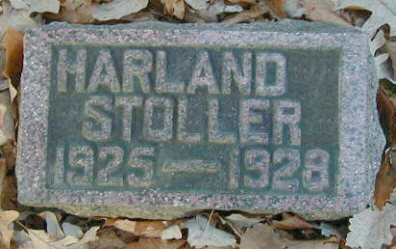 HARLAND
STOLLER
1925 — 1928